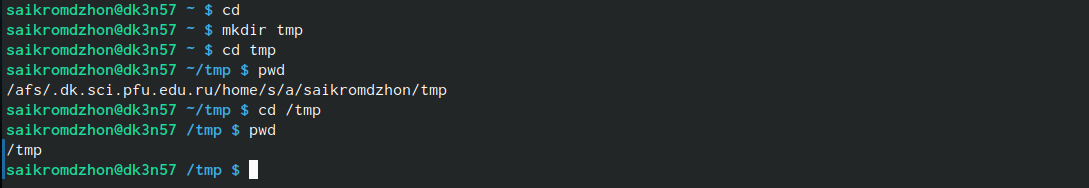 saikromdzhon@dk3n57 ~ $ cd
saikromdzhon@dk3n57 ~ $ mkdir tmp
saikromdzhon@dk3n57 ~ $ cd tmp
saikromdzhon@dk3n57 ~/tmp $ pwd
/afs/.dk.sci.pfu.edu.ru/home/s/a/saikromdzhon/tmp
saikromdzhon@dk3n57 ~/tmp $ cd /tmp
saikromdzhon@dk3n57 /tmp $ pwd
/tmp
saikromdzhon@dk3n57 /tmp $